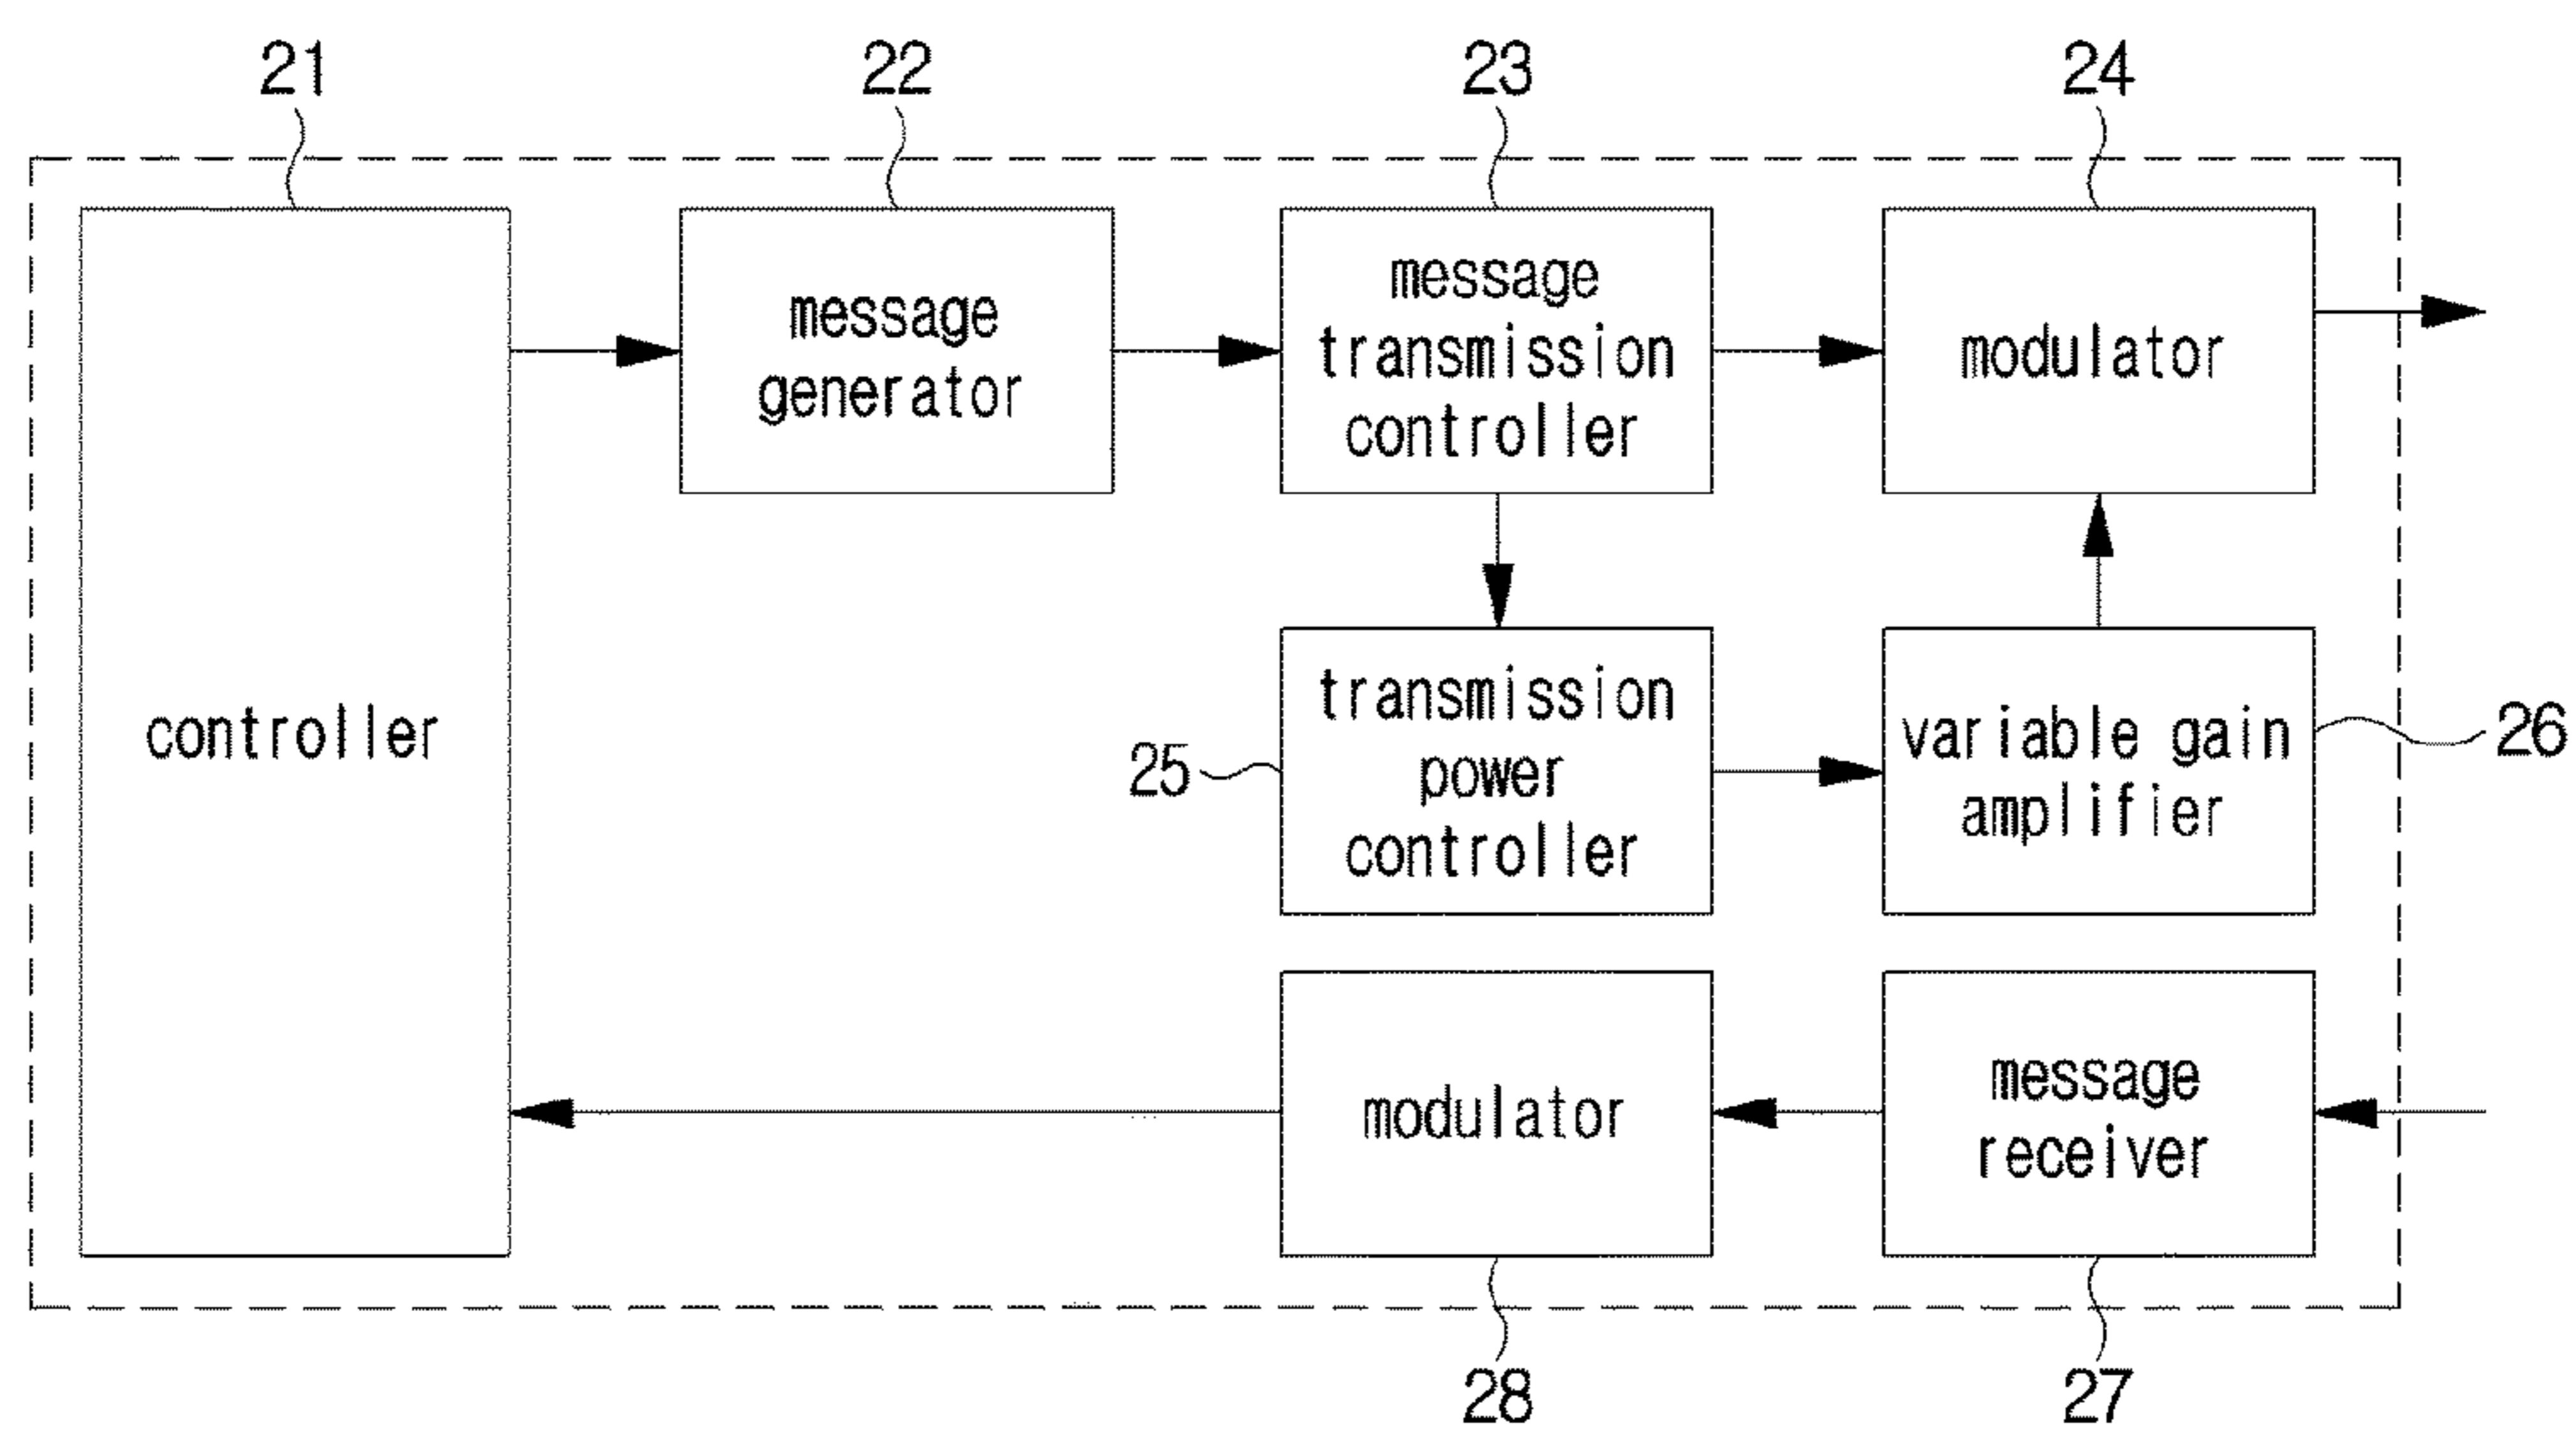 21
22
23
24
message
generator
message
transmission
controller
modulator
controller
25
transmission
power
controller
variable gain
amplifier
26
modulator
message
receiver
28
27